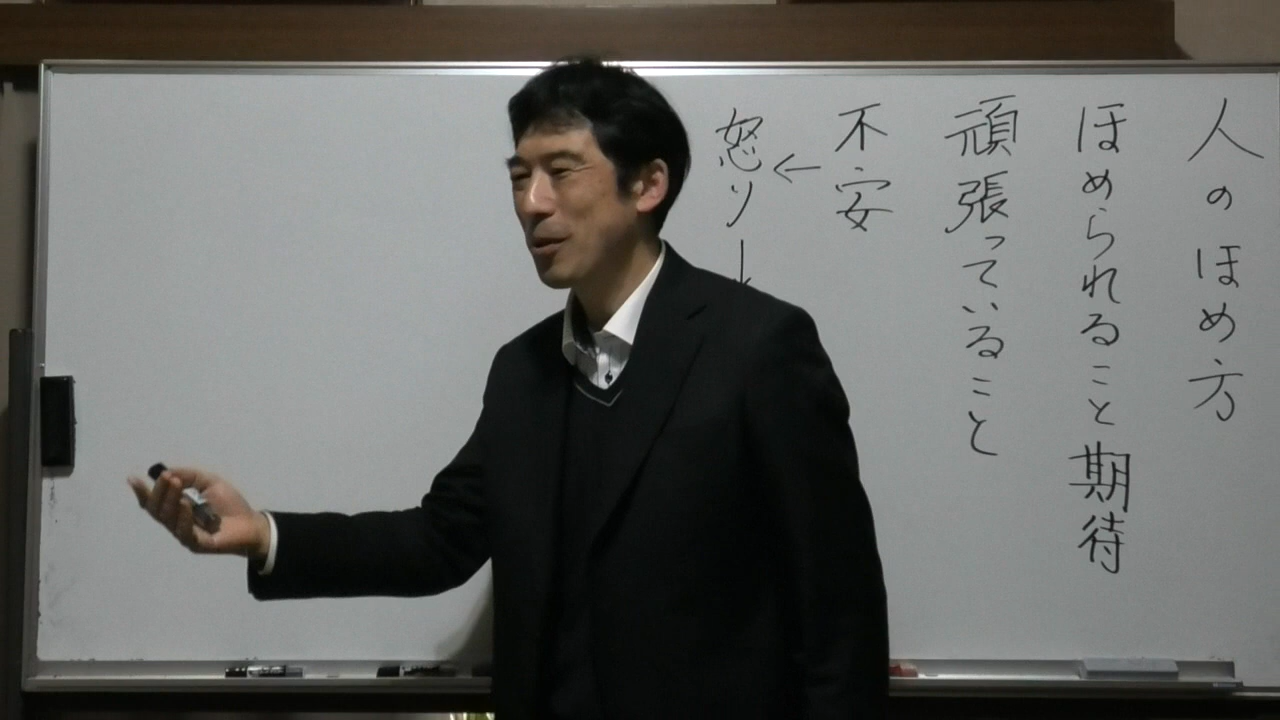 人のほめ方
ほめられること期待
頑張っていること
不安
←
怒り↓